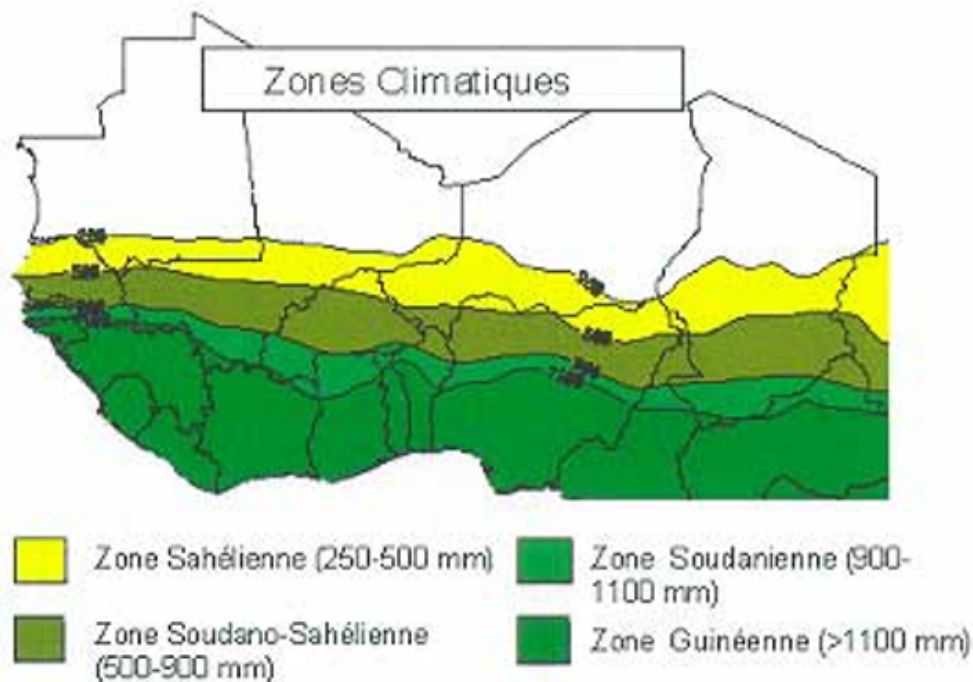 Zones Climatiques
Zone Sahélienne (250-500 mm)
Zone Soudano-Sahélienne
(500-900 mm)
Zone Soudanienne (900-
1100 mm)
Zone Guinéenne (>1100 mm)